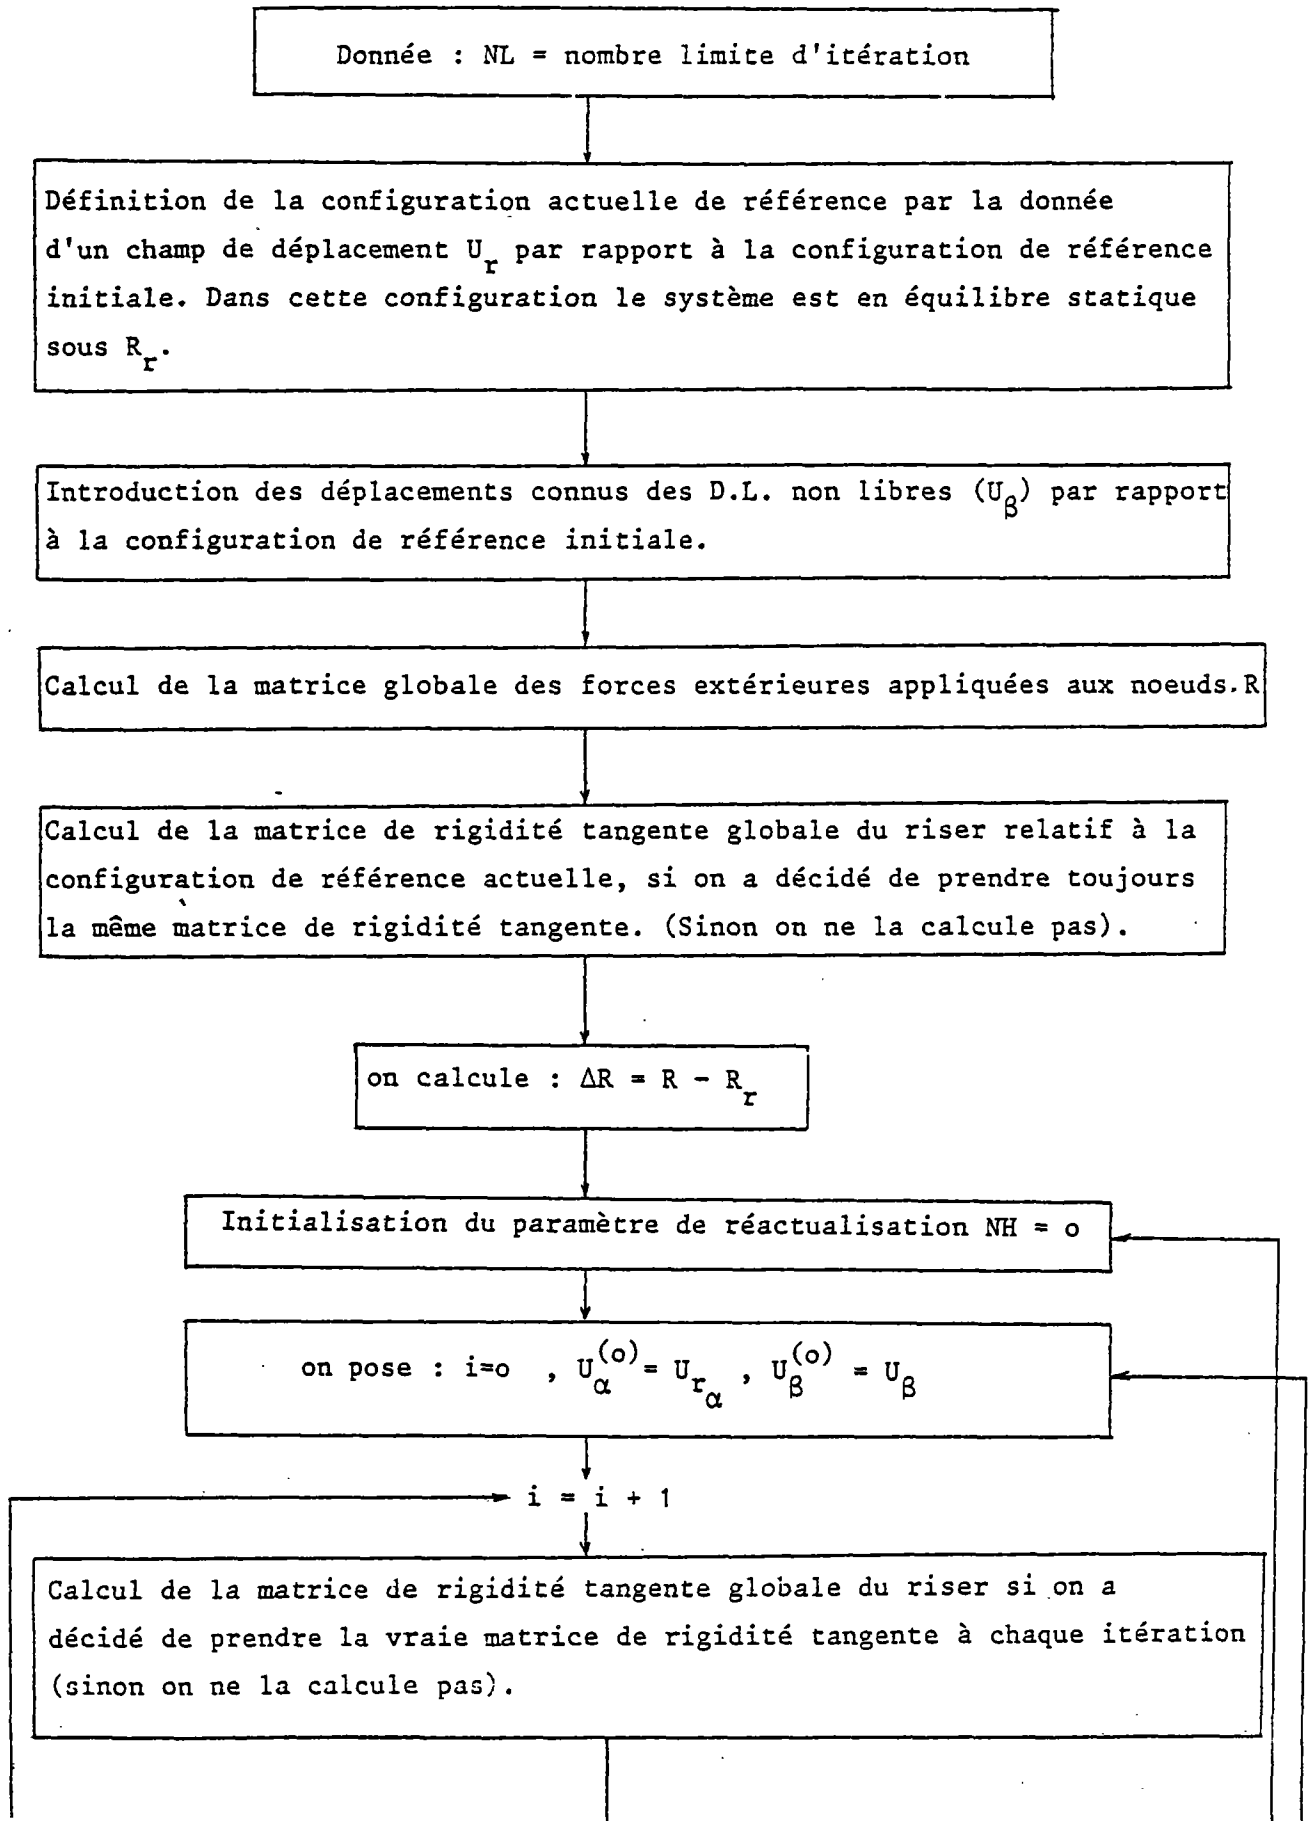 Donnée : NL = nombre limite d'itération
Définition de la configuration actuelle de référence par la donnée
d'un champ de déplacement U_r par rapport à la configuration de référence
initiale. Dans cette configuration le système est en équilibre statique
sous R_r.
Introduction des déplacements connus des D.L. non libres (U_β) par rapport
à la configuration de référence initiale.
Calcul de la matrice globale des forces extérieures appliquées aux noeuds.R
Calcul de la matrice de rigidité tangente globale du riser relatif à la
configuration de référence actuelle, si on a décidé de prendre toujours
la même matrice de rigidité tangente. (Sinon on ne la calcule pas).
on calcule : ΔR = R - R_r
Initialisation du paramètre de réactualisation NH = o
on pose : i=o , U_α^(o) = U_r_α , U_β^(o) = U_β
i = i + 1
Calcul de la matrice de rigidité tangente globale du riser si on a
décidé de prendre la vraie matrice de rigidité tangente à chaque itération
(sinon on ne la calcule pas).